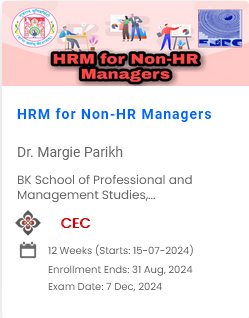 HRM for Non-HR
Managers
HRM for Non-HR Managers
Dr. Margie Parikh
BK School of Professional and
Management Studies,...
CEC
12 Weeks (Starts: 15-07-2024)
Enrollment Ends: 31 Aug, 2024
Exam Date: 7 Dec, 2024